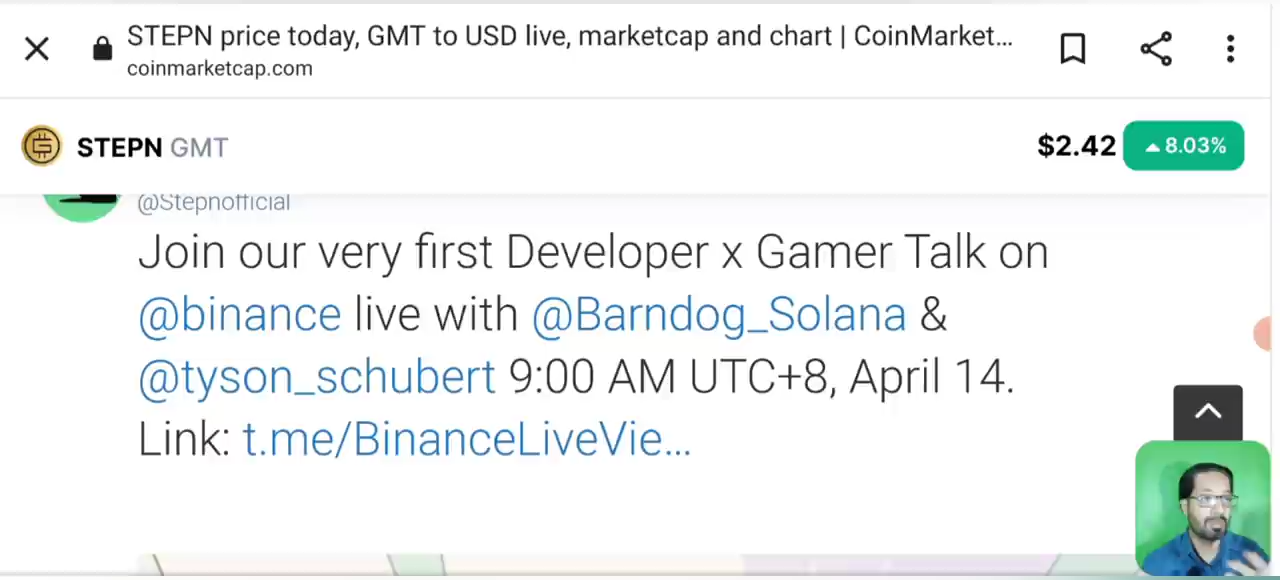 STEPN price today, GMT to USD live, marketcap and chart | CoinMarket...
coinmarketcap.com
STEPN GMT $2.42 8.03%
@Stepnofficial
Join our very first Developer x Gamer Talk on
@binance live with @Barndog_Solana &
@tyson_schubert 9:00 AM UTC+8, April 14.
Link: t.me/BinanceLiveVie...